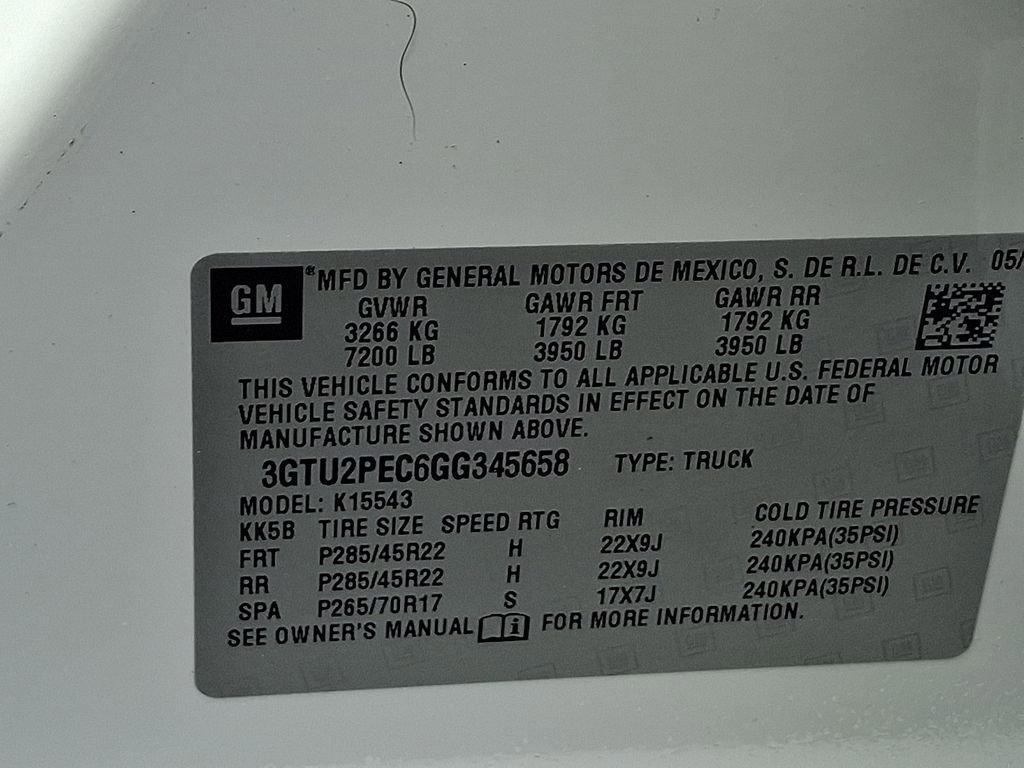 GM ®MFD BY GENERAL MOTORS DE MEXICO, S. DE R.L. DE C.V. 05/
GVWR GAWR FRT GAWR RR
3266 KG 1792 KG 1792 KG
7200 LB 3950 LB 3950 LB
THIS VEHICLE CONFORMS TO ALL APPLICABLE U.S. FEDERAL MOTOR
VEHICLE SAFETY STANDARDS IN EFFECT ON THE DATE OF
MANUFACTURE SHOWN ABOVE.
3GTU2PEC6GG345658 TYPE: TRUCK
MODEL: K15543
KK5B TIRE SIZE SPEED RTG RIM COLD TIRE PRESSURE
FRT P285/45R22 H 22X9J 240KPA(35PSI)
RR P285/45R22 H 22X9J 240KPA(35PSI)
SPA P265/70R17 S 17X7J 240KPA(35PSI)
SEE OWNER'S MANUAL i FOR MORE INFORMATION.